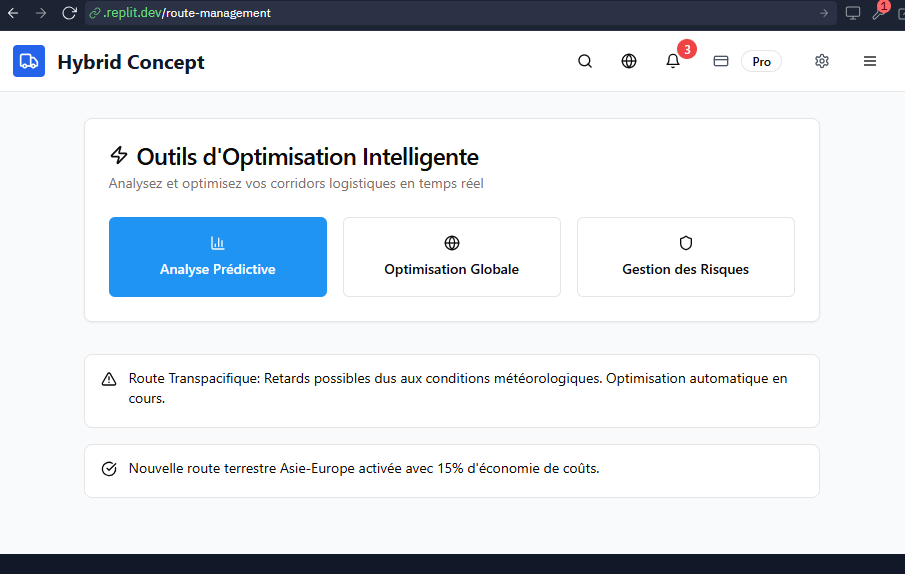 .replit.dev/route-management
1
Hybrid Concept
3
Pro
Outils d'Optimisation Intelligente
Analysez et optimisez vos corridors logistiques en temps réel
Analyse Prédictive
Optimisation Globale
Gestion des Risques
Route Transpacifique: Retards possibles dus aux conditions météorologiques. Optimisation automatique en
cours.
Nouvelle route terrestre Asie-Europe activée avec 15% d'économie de coûts.